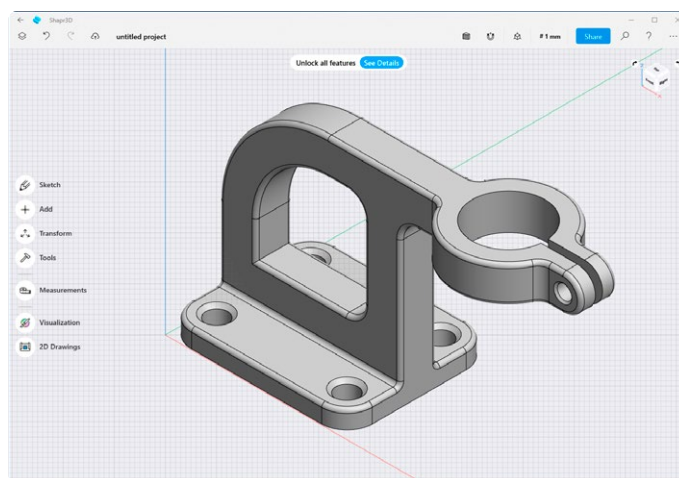 Shapr3D
untitled project
# 1 mm
Share
?
Unlock all features See Details
Sketch
Add
Transform
Tools
Measurements
Visualization
2D Drawings